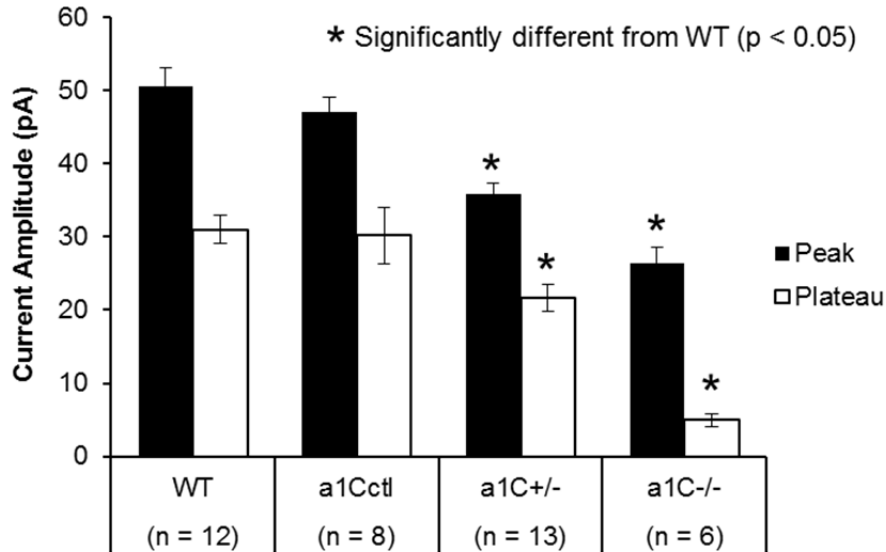 60
* Significantly different from WT (p < 0.05)
50
40
30
20
10
0
Current Amplitude (pA)
*
*
*
*
Peak
Plateau
WT a1Cctl a1C+/- a1C-/-
(n = 12) (n = 8) (n = 13) (n = 6)